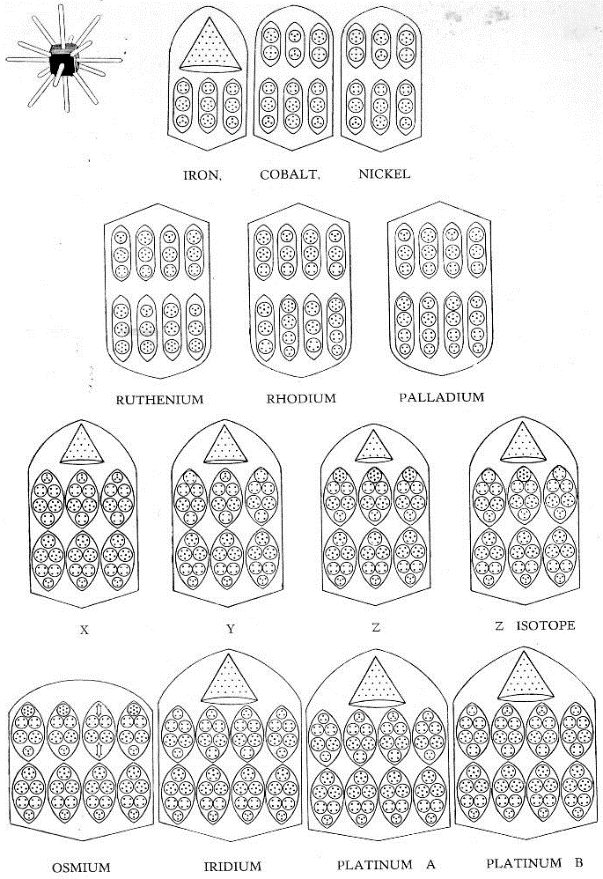 IRON. COBALT. NICKEL
RUTHENIUM RHODIUM PALLADIUM
X Y Z Z ISOTOPE
OSMIUM IRIDIUM PLATINUM A PLATINUM B